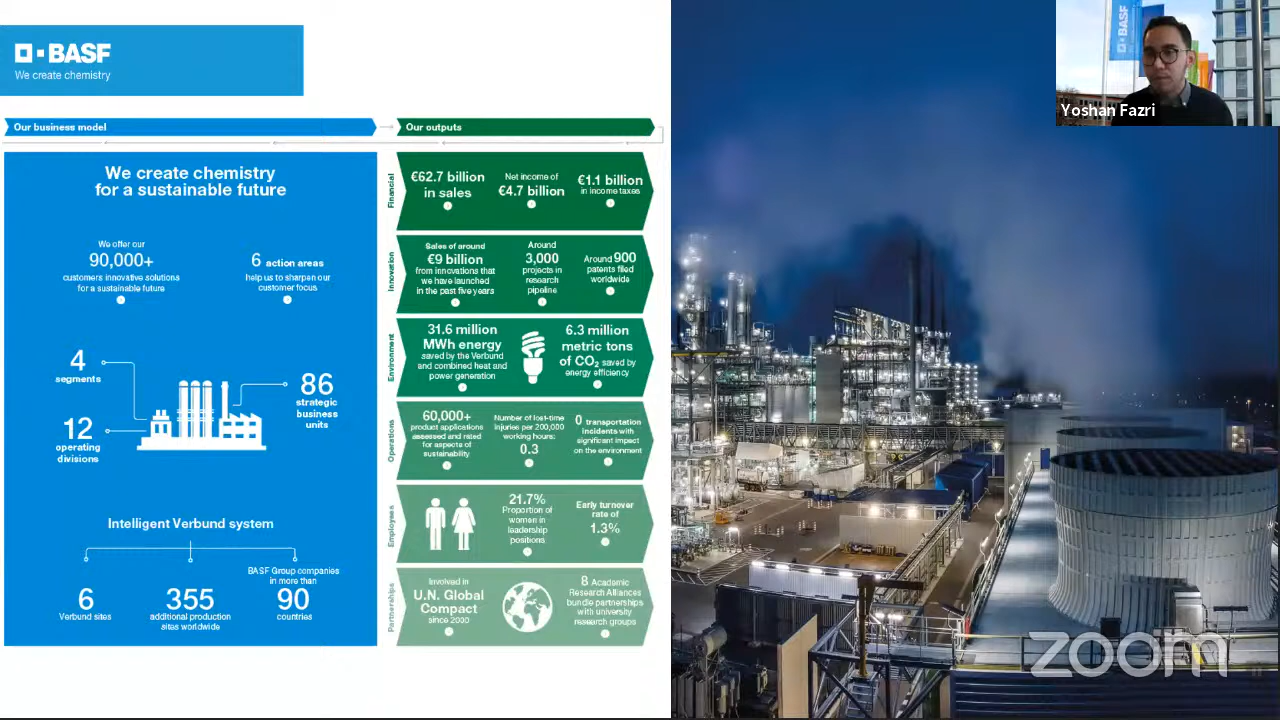 BASF
We create chemistry
Our business model
We create chemistry
for a sustainable future
We offer our
90,000+
customers innovative solutions
for a sustainable future
6 action areas
help us to sharpen our
customer focus
4
segments
12
operating
divisions
86
strategic
business
units
Intelligent Verbund system
6
Verbund sites
355
additional production
sites worldwide
BASF Group companies
in more than
90
countries
Our outputs
Financial
€62.7 billion
in sales
Net income of
€4.7 billion
€1.1 billion
in income taxes
Innovation
Sales of around
€9 billion
from innovations that
we have launched
in the past five years
Around
3,000
projects in
research
pipeline
Around 900
patents filed
worldwide
Environment
31.6 million
MWh energy
saved by the Verbund
and combined heat and
power generation
6.3 million
metric tons
of CO₂ saved by
energy efficiency
Operations
60,000+
product applications
assessed and rated
for aspects of
sustainability
Number of lost-time
injuries per 200,000
working hours:
0.3
0 transportation
incidents with
significant impact
on the environment
Employees
21.7%
Proportion of
women in
leadership
positions
Early turnover
rate of
1.3%
Partnerships
Involved in
U.N. Global
Compact
since 2000
8 Academic
Research Alliances
bundle partnerships
with university
research groups
BASF
Yoshan Fazri
zoom